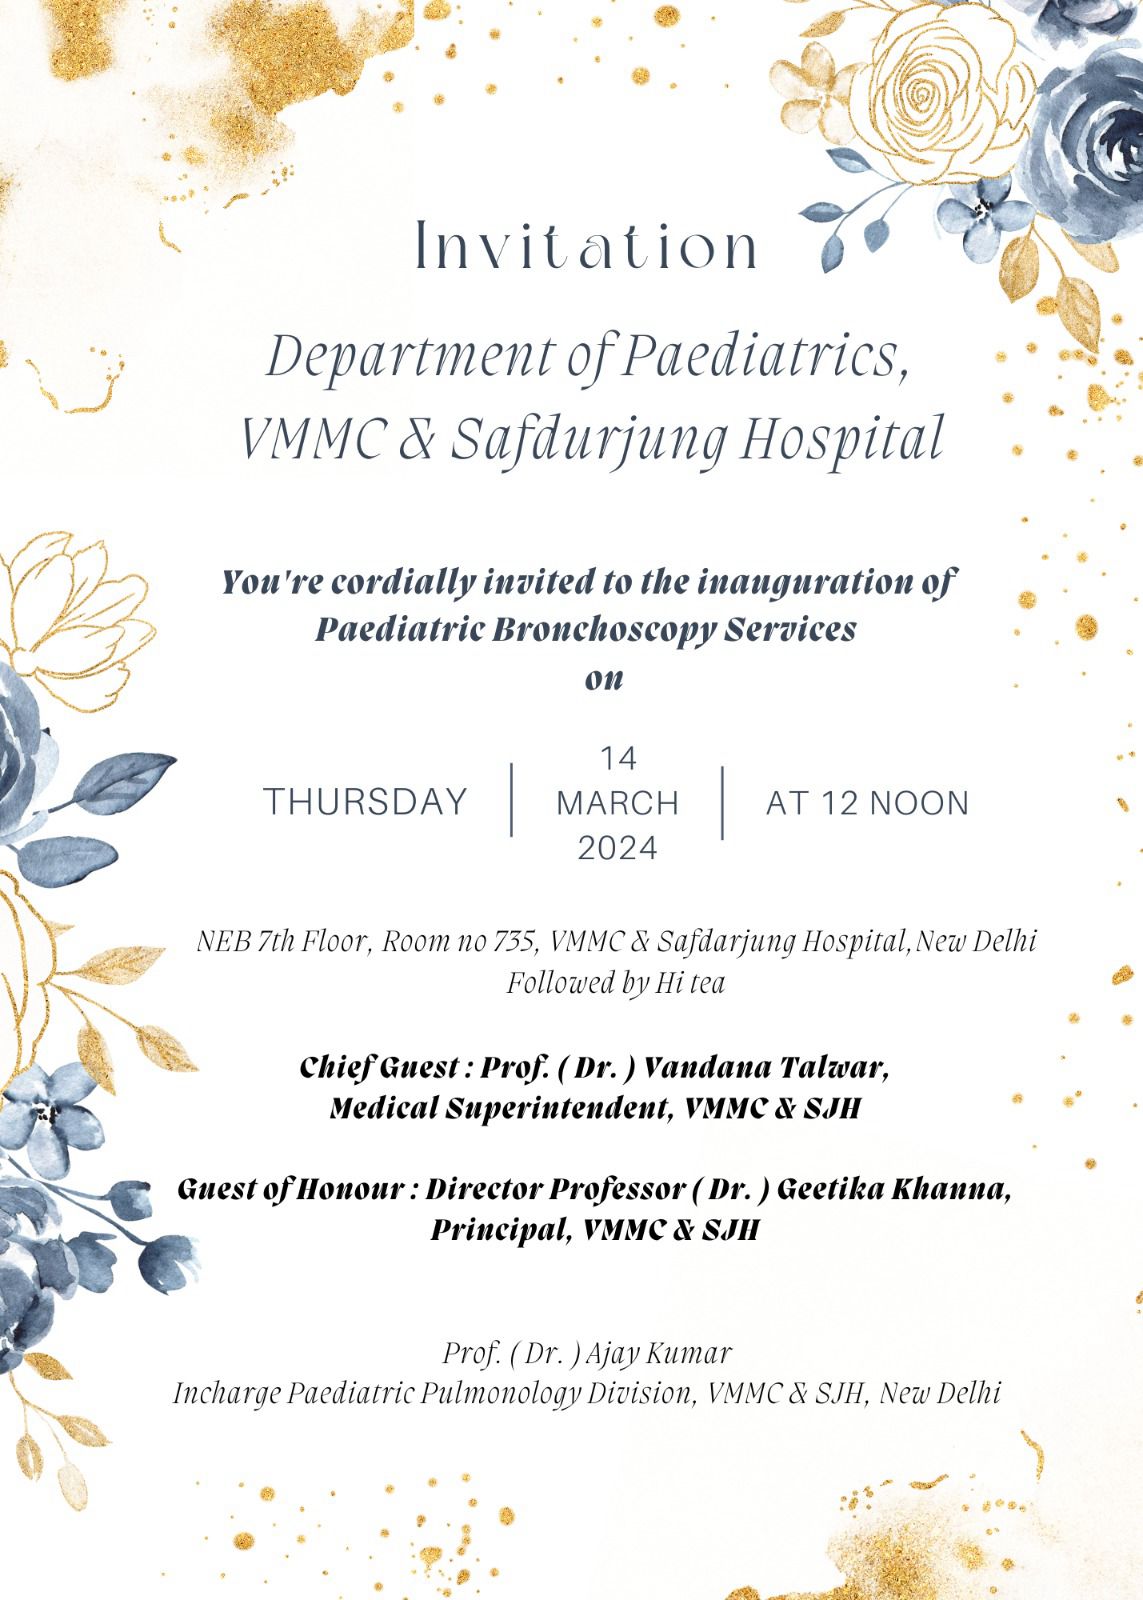 Invitation
Department of Paediatrics,
VMMC & Safdurjung Hospital
You're cordially invited to the inauguration of
Paediatric Bronchoscopy Services
on
THURSDAY
14
MARCH
2024
AT 12 NOON
NEB 7th Floor, Room no 735, VMMC & Safdarjung Hospital,New Delhi
Followed by Hi tea
Chief Guest : Prof. ( Dr. ) Vandana Talwar,
Medical Superintendent, VMMC & SJH
Guest of Honour : Director Professor ( Dr. ) Geetika Khanna,
Principal, VMMC & SJH
Prof. ( Dr. ) Ajay Kumar
Incharge Paediatric Pulmonology Division, VMMC & SJH, New Delhi